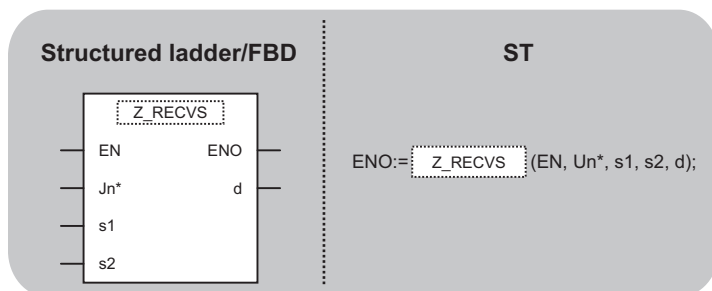 Structured ladder/FBD
Z_RECVS
EN ENO
Jn* d
s1
s2
ST
ENO:= Z_RECVS (EN, Un*, s1, s2, d);